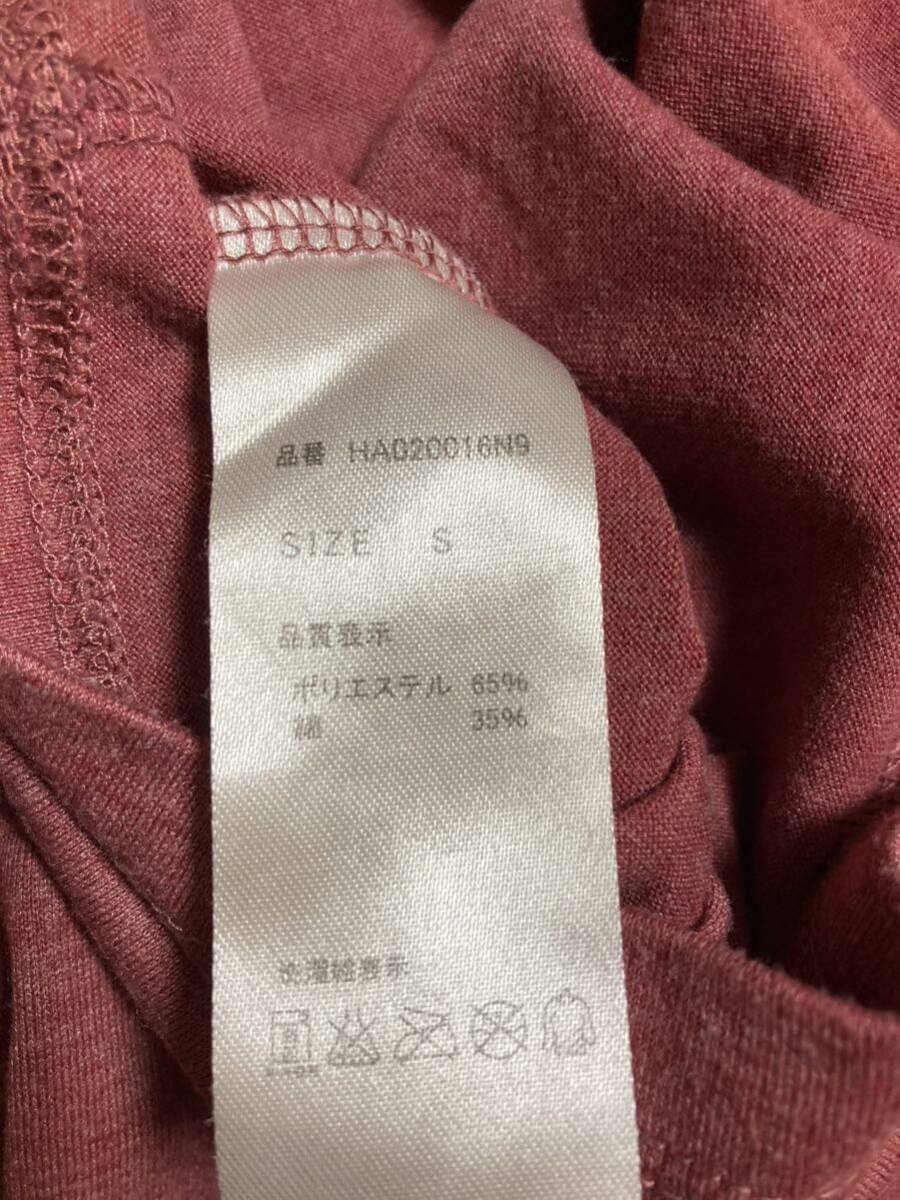 品番 HA020016N9
SIZE S
品質表示
ポリエステル 65%
綿 35%
洗濯絵表示